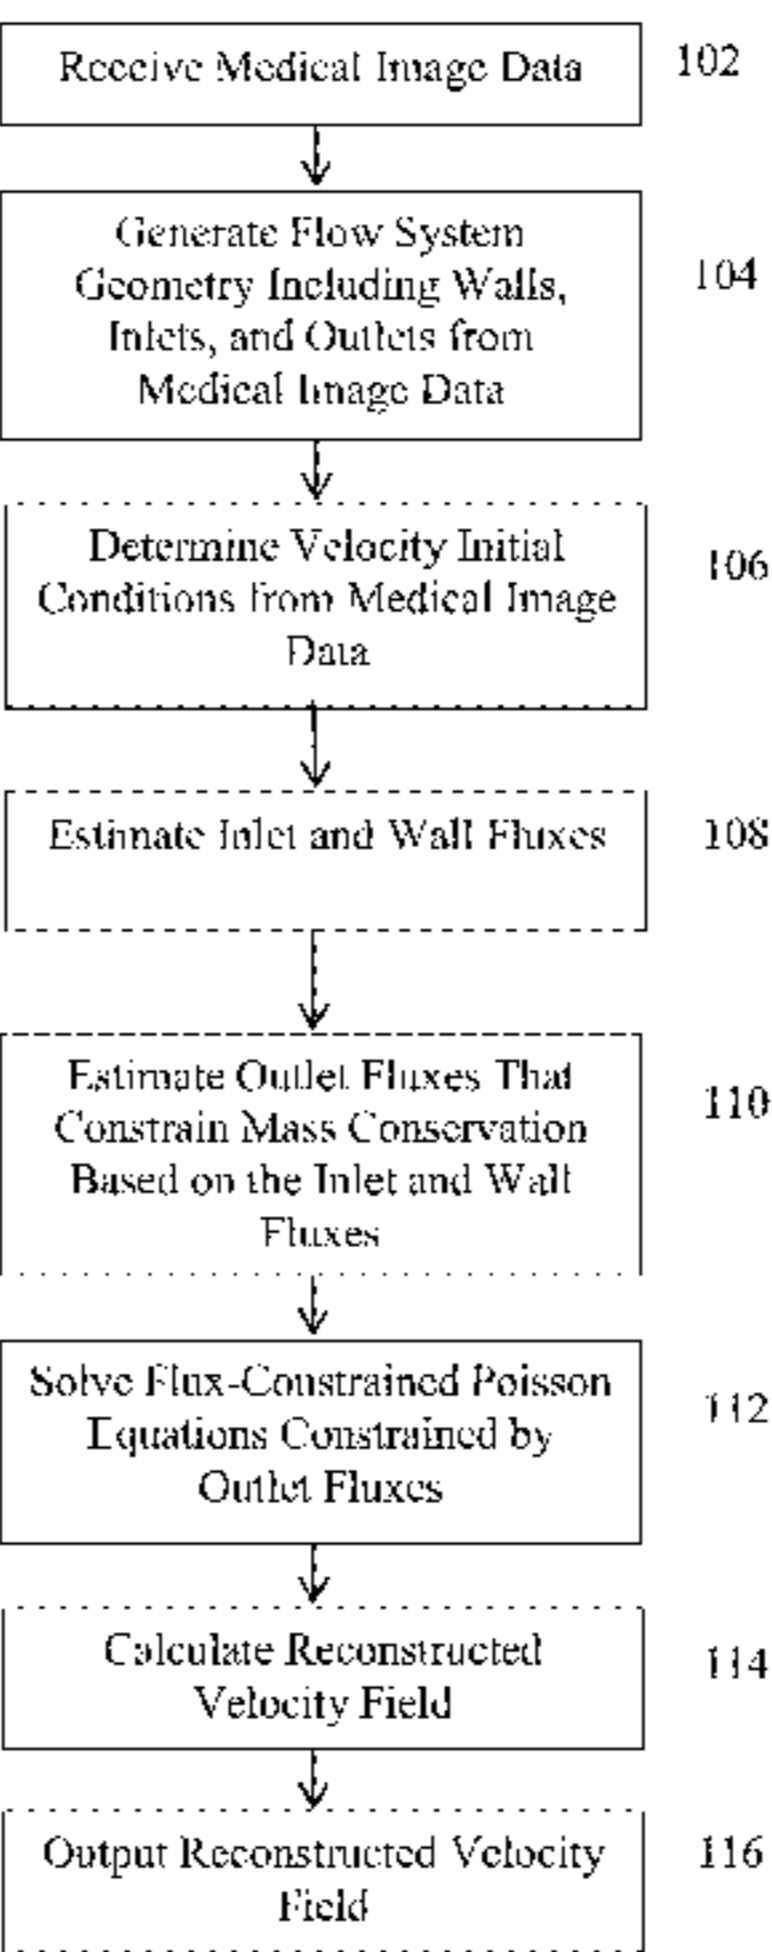 Receive Medical Image Data
102
Generate Flow System
Geometry Including Walls,
Inlets, and Outlets from
Medical Image Data
104
Determine Velocity Initial
Conditions from Medical Image
Data
106
Estimate Inlet and Wall Fluxes
108
Estimate Outlet Fluxes That
Constrain Mass Conservation
Based on the Inlet and Wall
Fluxes
110
Solve Flux-Constrained Poisson
Equations Constrained by
Outlet Fluxes
112
Calculate Reconstructed
Velocity Field
114
Output Reconstructed Velocity
Field
116